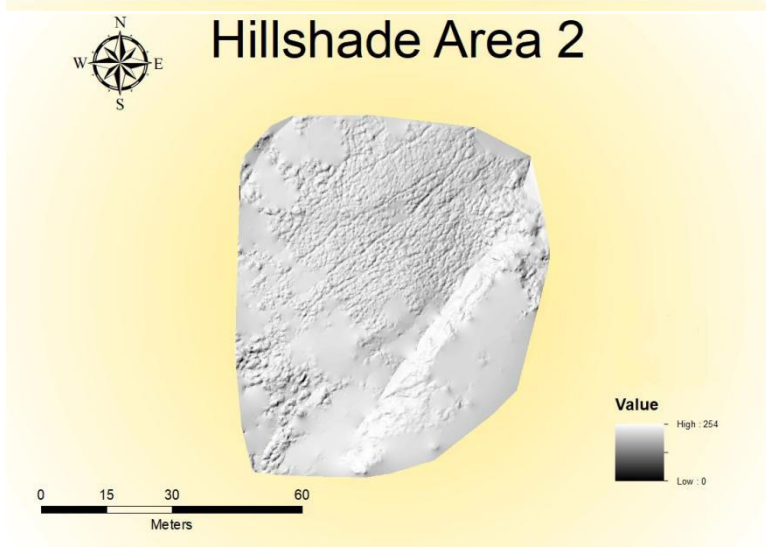 Hillshade Area 2
N
W E
S
Value
High : 254
Low : 0
0 15 30 60
Meters